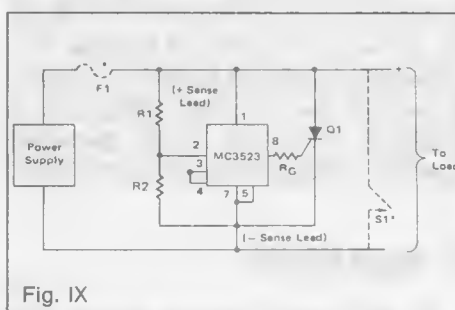 F1
(+ Sense
Lead)
R1
1
Q1
+
Power
Supply
2
3
4
MC3523
8
RG
7
5
R2
To
Load
S1*
(− Sense Lead)
Fig. IX